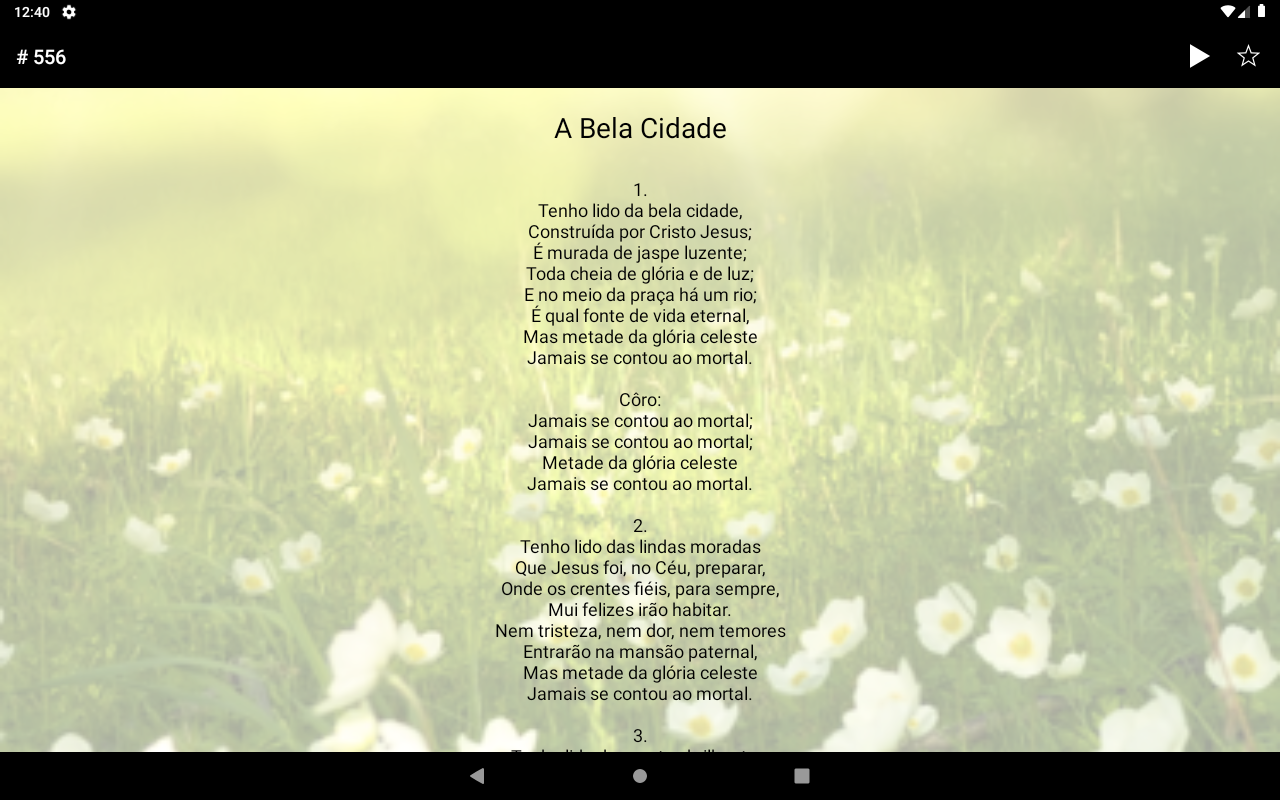 12:40
# 556
A Bela Cidade
1.
Tenho lido da bela cidade,
Construída por Cristo Jesus;
É murada de jaspe luzente;
Toda cheia de glória e de luz;
E no meio da praça há um rio;
É qual fonte de vida eternal,
Mas metade da glória celeste
Jamais se contou ao mortal.
Côro:
Jamais se contou ao mortal;
Jamais se contou ao mortal;
Metade da glória celeste
Jamais se contou ao mortal.
2.
Tenho lido das lindas moradas
Que Jesus foi, no Céu, preparar,
Onde os crentes fiéis, para sempre,
Mui felizes irão habitar.
Nem tristeza, nem dor, nem temores
Entrarão na mansão paternal,
Mas metade da glória celeste
Jamais se contou ao mortal.
3.